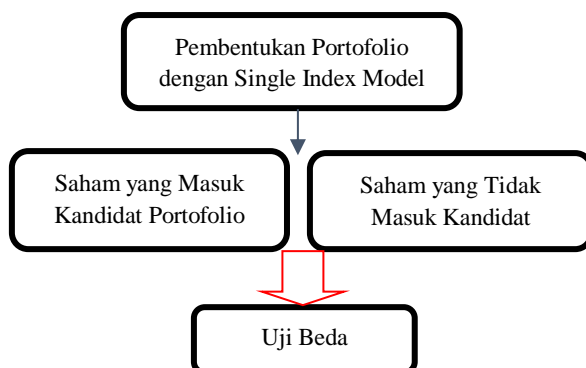 Pembentukan Portofolio
dengan Single Index Model
Saham yang Masuk
Kandidat Portofolio
Saham yang Tidak
Masuk Kandidat
Uji Beda